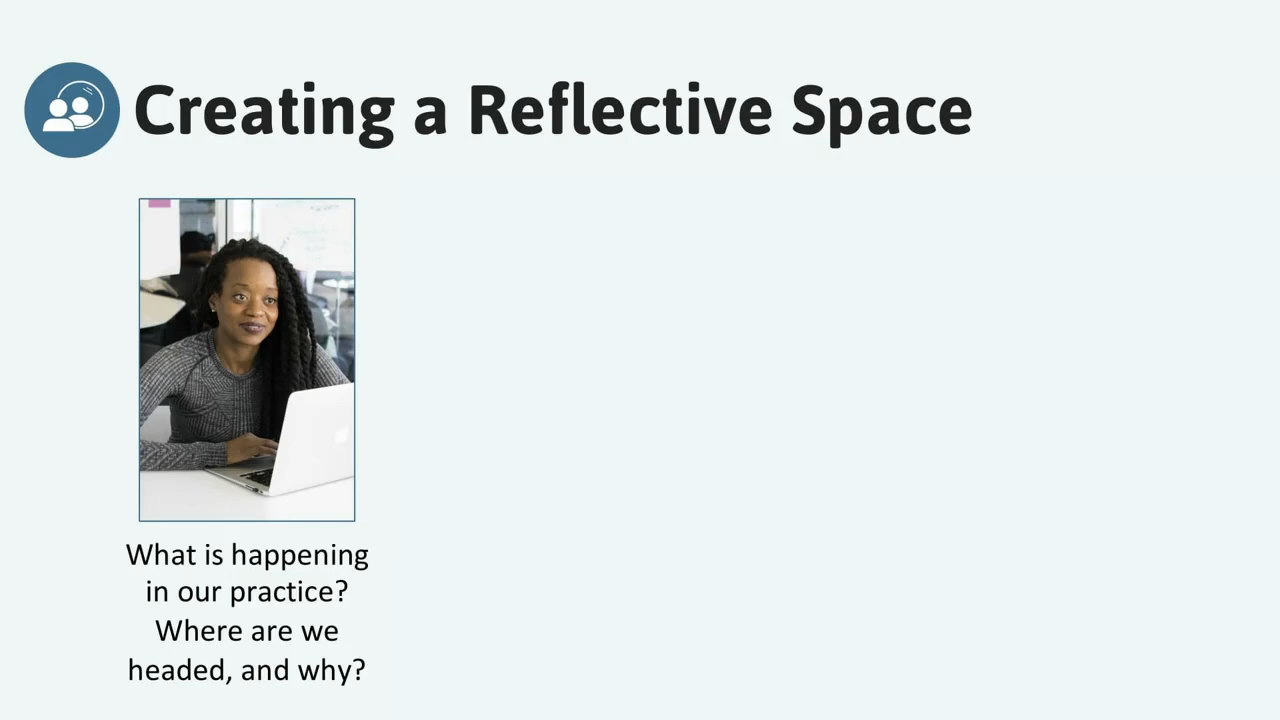 Creating a Reflective Space
What is happening
in our practice?
Where are we
headed, and why?